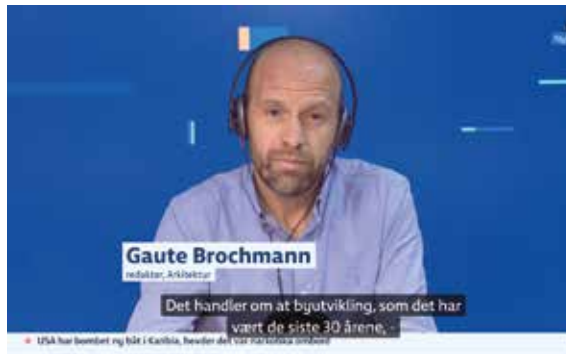 Ny
Gaute Brochmann
redaktør, Arkitektur
Det handler om at byutvikling, som det har
vært de siste 30 årene, -
USA har bombet ny båt i Karibia, hevder det var narkotika ombord